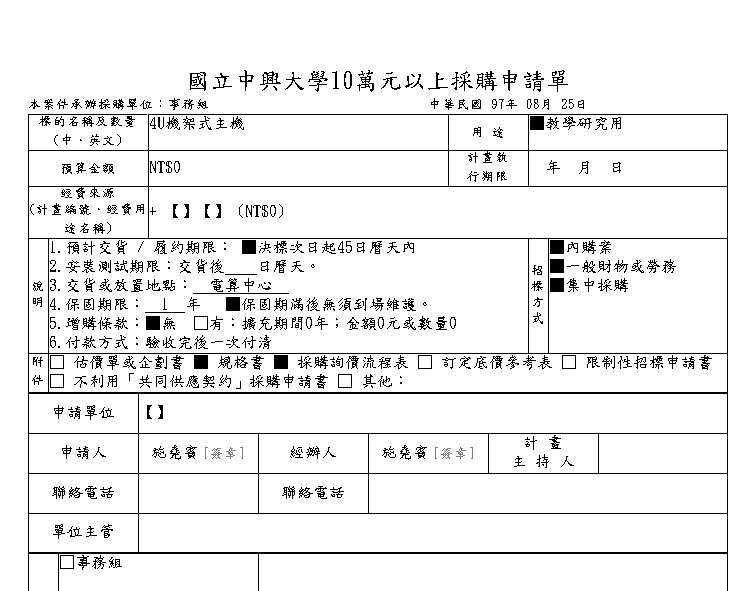 國立中興大學10萬元以上採購申請單
本案件承辦採購單位：事務組 中華民國 97年 08月 25日
標的名稱及數量（中、英文） 4U機架式主機 用 途 ■教學研究用
預算金額 NT$0 計畫執行期限 年 月 日
經費來源（計畫編號、經費用途名稱） + 【 】【 】（NT$0）
說明 招標方式
1.預計交貨 / 履約期限： ■決標次日起45日曆天內 ■內購案
2.安裝測試期限：交貨後____日曆天。 ■一般財物或勞務
3.交貨或放置地點： 電算中心 ■集中採購
4.保固期限： 1 年 ■保固期滿後無須到場維護。
5.增購條款：■無 □有：擴充期間0年；金額0元或數量0
6.付款方式：驗收完後一次付清
附件 □ 估價單或企劃書 ■ 規格書 ■ 採購詢價流程表 □ 訂定底價參考表 □ 限制性招標申請書
□ 不利用「共同供應契約」採購申請書 □ 其他：
申請單位 【 】
申請人 施堯賓[簽章] 經辦人 施堯賓[簽章] 計 畫 主 持 人
聯絡電話 聯絡電話
單位主管
□事務組